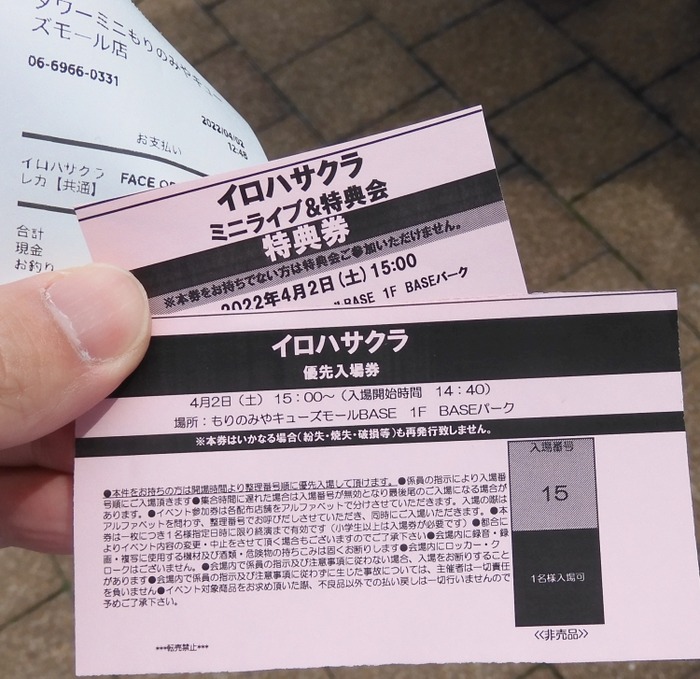 タワーミニもりのみやキュー
ズモール店
06-6966-0331
2022/04/02
12:48
お支払い
イロハサクラ FACE
レカ【共通】
合計
現金
お釣り
イロハサクラ
ミニライブ&特典会
特典券
※本券をお持ちでない方は特典会ご●加いただけません。
2022年4月2日(土)15:00
BASE 1F BASEパーク
イロハサクラ
優先入場券
4月2日(土) 15:00~(入場開始時間 14:40)
場所:もりのみやキューズモールBASE 1F BASEパーク
※本券はいかなる場合(紛失・焼失・破損等)も再発行致しません。
●本件をお持ちの方は開場時間より整理番号順に優先入場して頂けます。●係員の指示により入場番
号順にご入場頂きます●集合時間に遅れた場合は入場番号が無効となり最後尾のご入場になる場合が
あります。●イベント参加券は各配布店舗をアルファベットで分けさせていただきます。入場の際は
アルファベットを問わず、整理番号でお呼びだしさせていただき、同時にご入場いただきます。●本
券は一枚につき1名様指定日時に限り終演まで有効です(小学生以上は入場券が必要です)●都合に
よりイベント内容の変更・中止をさせて頂く場合もございますのでご了承下さい●会場内に録音・録
画・複写に使用する機材及び酒類・危険物の持ちこみは固くお断りします●会場内にロッカー・ク
ロークはございません。●会場内で係員の指示及び注意事項に従わない場合、入場をお断りすること
があります●会場内で係員の指示及び注意事項に従わずに生じた事故については、主催者は一切責任
を負いません●イベント対象商品をお求め頂いた際、不良品以外での払い戻しは一切行いませんので
予めご了承下さい。
***転売禁止***
入場番号
15
1名様入場可
<<非売品>>